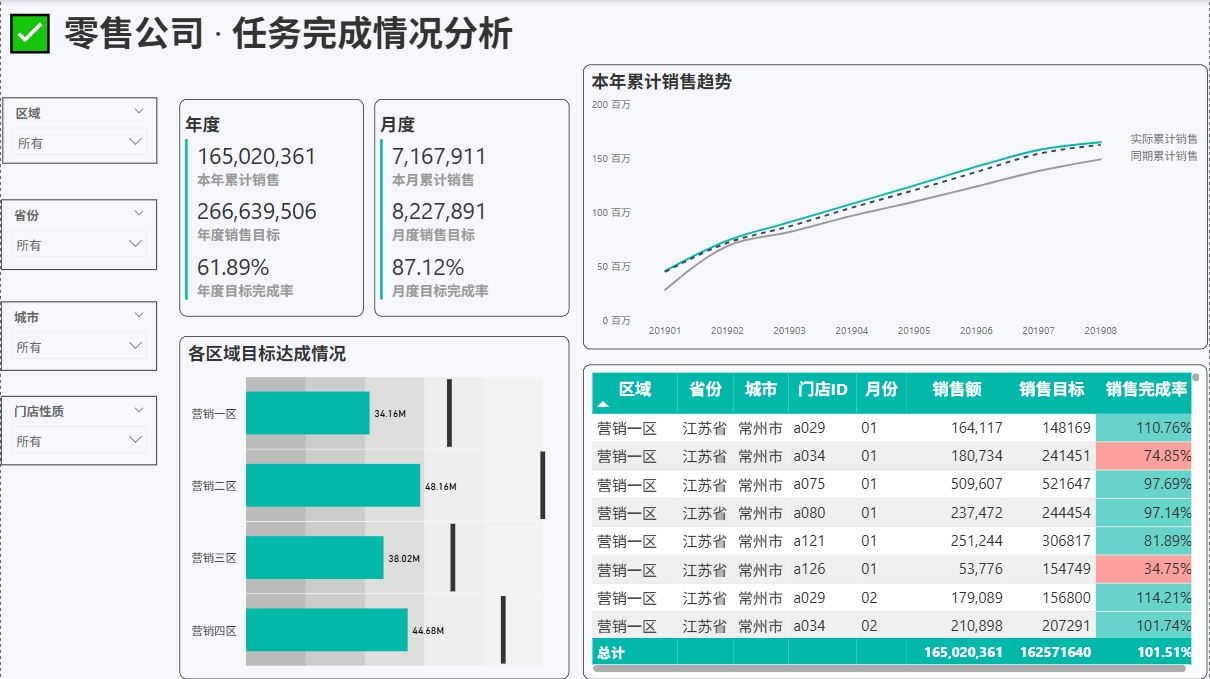 零售公司 · 任务完成情况分析
区域
所有
省份
所有
城市
所有
门店性质
所有
年度
165,020,361
本年累计销售
266,639,506
年度销售目标
61.89%
年度目标完成率
月度
7,167,911
本月累计销售
8,227,891
月度销售目标
87.12%
月度目标完成率
各区域目标达成情况
营销一区 34.16M
营销二区 48.16M
营销三区 38.02M
营销四区 44.68M
本年累计销售趋势
200 百万
150 百万
100 百万
50 百万
0 百万
201901 201902 201903 201904 201905 201906 201907 201908
实际累计销售
同期累计销售
区域 省份 城市 门店ID 月份 销售额 销售目标 销售完成率
营销一区 江苏省 常州市 a029 01 164,117 148169 110.76%
营销一区 江苏省 常州市 a034 01 180,734 241451 74.85%
营销一区 江苏省 常州市 a075 01 509,607 521647 97.69%
营销一区 江苏省 常州市 a080 01 237,472 244454 97.14%
营销一区 江苏省 常州市 a121 01 251,244 306817 81.89%
营销一区 江苏省 常州市 a126 01 53,776 154749 34.75%
营销一区 江苏省 常州市 a029 02 179,089 156800 114.21%
营销一区 江苏省 常州市 a034 02 210,898 207291 101.74%
总计 165,020,361 162571640 101.51%